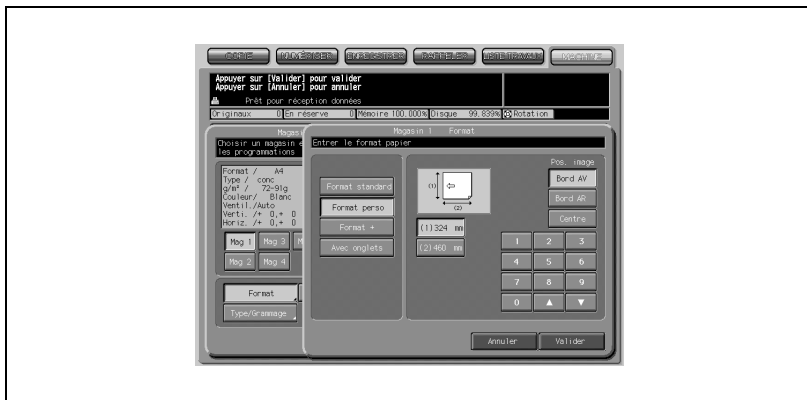 COPIE NUMÉRISER ENREGISTRER RAPPELER LISTE TRAVAUX MACHINE
Appuyer sur [Valider] pour valider
Appuyer sur [Annuler] pour annuler
Prêt pour réception données
Originaux 0 En réserve 0 Mémoire 100.000% Disque 99.839% Rotation
Magas
Magasin 1 Format
Choisir un magasin e
les programmations
Entrer le format papier
Format / A4
Type / conc
g/m² / 72-91g
Couleur/ Blanc
Ventil./Auto
Verti. /+ 0,+ 0
Horiz. /+ 0,+ 0
Mag 1 Mag 3 M
Mag 2 Mag 4
Format
Type/Grammage
Format standard
Format perso
Format +
Avec onglets
(1)
(2)
(1)324 mm
(2)460 mm
Pos. image
Bord AV
Bord AR
Centre
1 2 3
4 5 6
7 8 9
0 ▲ ▼
Annuler Valider